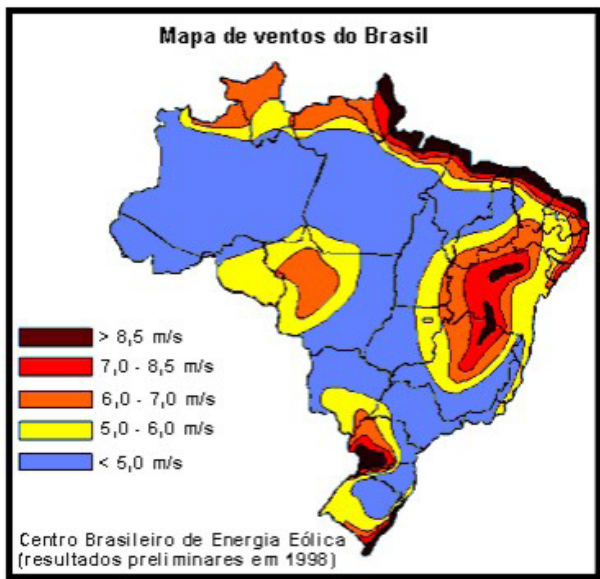 Mapa de ventos do Brasil
> 8,5 m/s
7,0 - 8,5 m/s
6,0 - 7,0 m/s
5,0 - 6,0 m/s
< 5,0 m/s
Centro Brasileiro de Energia Eólica
(resultados preliminares em 1998)